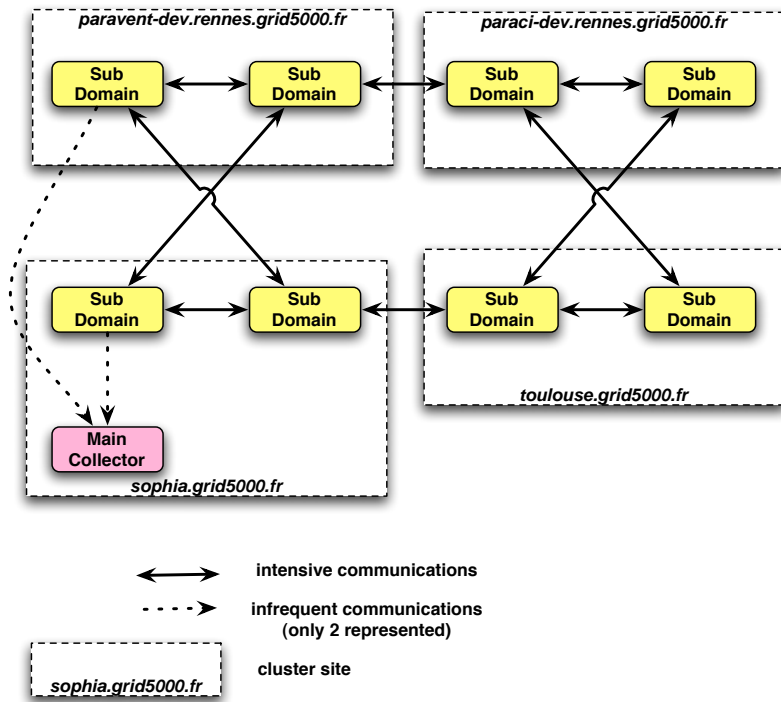 paravent-dev.rennes.grid5000.fr
paraci-dev.rennes.grid5000.fr
Sub
Domain
Sub
Domain
Sub
Domain
Sub
Domain
Sub
Domain
Sub
Domain
Sub
Domain
Sub
Domain
toulouse.grid5000.fr
Main
Collector
sophia.grid5000.fr
intensive communications
infrequent communications
(only 2 represented)
cluster site
sophia.grid5000.fr